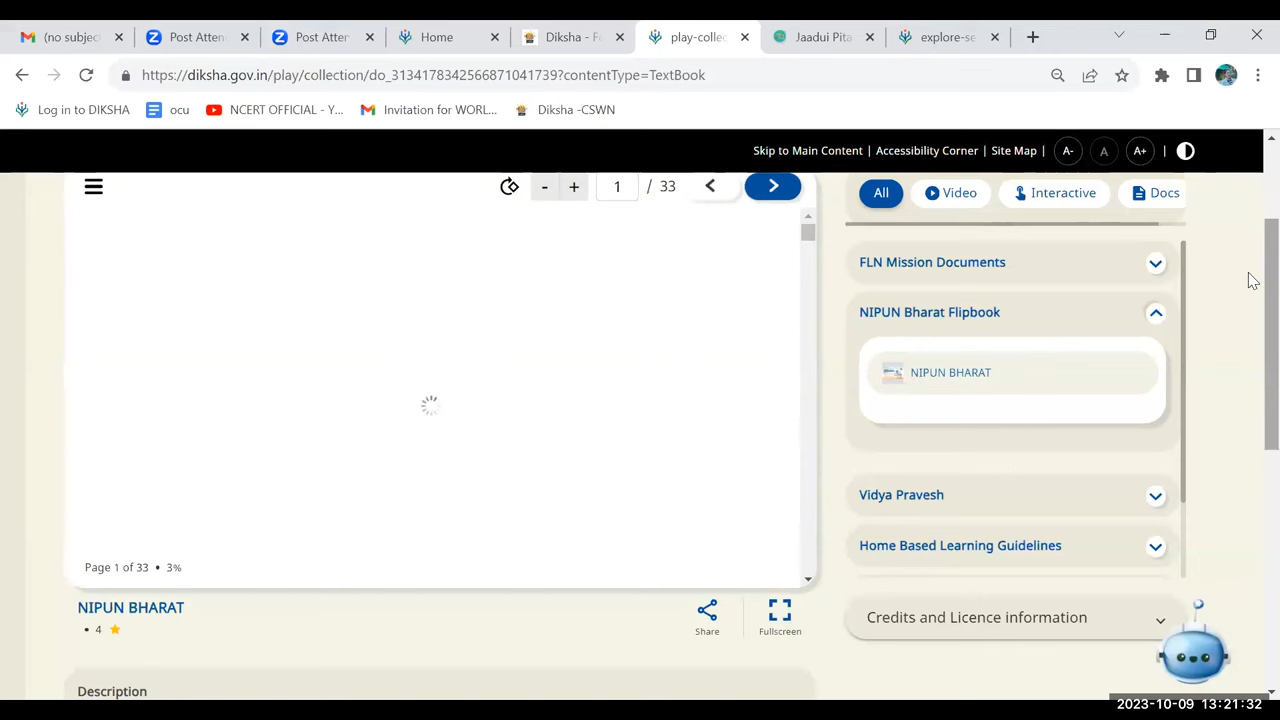 (no subjec
Post Atten
Post Atten
Home
Diksha - Fo
play-collec
Jaadui Pita
explore-se
https://diksha.gov.in/play/collection/do_3134178342566871041739?contentType=TextBook
Log in to DIKSHA
ocu
NCERT OFFICIAL - Y...
Invitation for WORL...
Diksha -CSWN
Skip to Main Content | Accessibility Corner | Site Map | A- A A+ |
1 / 33
All
Video
Interactive
Docs
FLN Mission Documents
NIPUN Bharat Flipbook
NIPUN BHARAT
Vidya Pravesh
Home Based Learning Guidelines
Page 1 of 33 • 3%
NIPUN BHARAT
• 4
Share
Fullscreen
Credits and Licence information
Description
2023-10-09 13:21:32